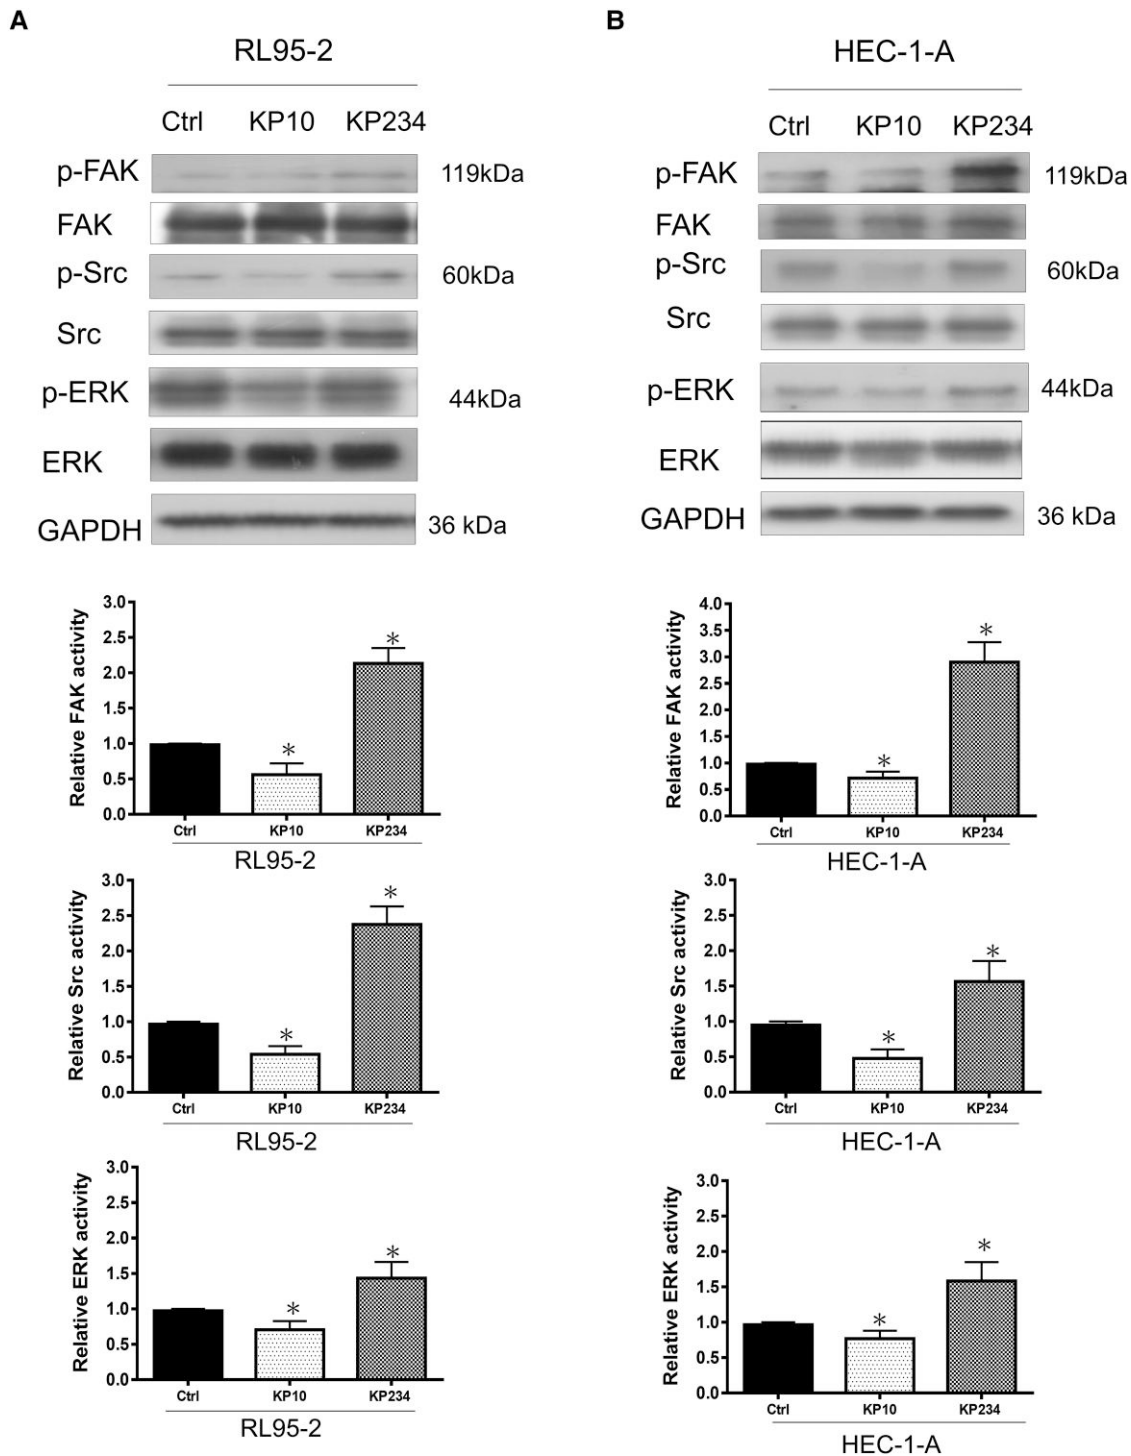 A
RL95-2
Ctrl KP10 KP234
p-FAK 119kDa
FAK
p-Src 60kDa
Src
p-ERK 44kDa
ERK
GAPDH 36 kDa
Relative FAK activity
3.0
2.5
2.0
1.5
1.0
0.5
0.0
*
*
Ctrl KP10 KP234
RL95-2
Relative Src activity
3.0
2.5
2.0
1.5
1.0
0.5
0.0
*
*
Ctrl KP10 KP234
RL95-2
Relative ERK activity
3.0
2.5
2.0
1.5
1.0
0.5
0.0
*
*
Ctrl KP10 KP234
RL95-2
B
HEC-1-A
Ctrl KP10 KP234
p-FAK 119kDa
FAK
p-Src 60kDa
Src
p-ERK 44kDa
ERK
GAPDH 36 kDa
Relative FAK activity
4.0
3.5
3.0
2.5
2.0
1.5
1.0
0.5
0.0
*
*
Ctrl KP10 KP234
HEC-1-A
Relative Src activity
3.0
2.5
2.0
1.5
1.0
0.5
0.0
*
*
Ctrl KP10 KP234
HEC-1-A
Relative ERK activity
3.0
2.5
2.0
1.5
1.0
0.5
0.0
*
*
Ctrl KP10 KP234
HEC-1-A